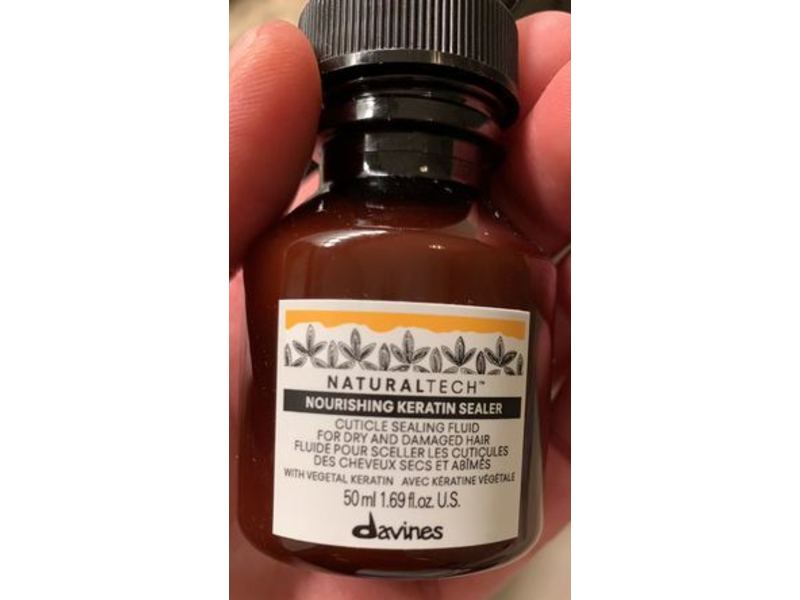 NATURALTECH™
NOURISHING KERATIN SEALER
CUTICLE SEALING FLUID
FOR DRY AND DAMAGED HAIR
FLUIDE POUR SCELLER LES CUTICULES
DES CHEVEUX SECS ET ABÎMÉS
WITH VEGETAL KERATIN AVEC KÉRATINE VÉGÉTALE
50 ml 1.69 fl.oz. U.S.
davines